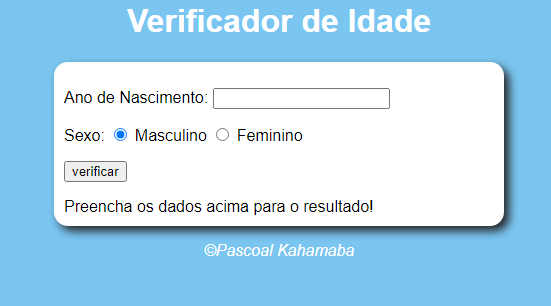 Verificador de Idade
Ano de Nascimento:
Sexo: Masculino Feminino
verificar
Preencha os dados acima para o resultado!
©Pascoal Kahamaba